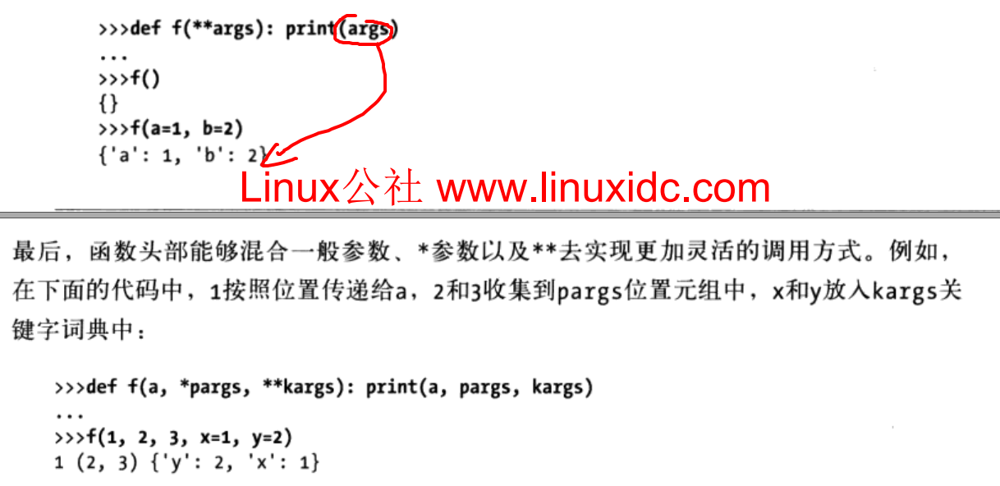 >>>def f(**args): print(args)
...
>>>f()
{}
>>>f(a=1, b=2)
{'a': 1, 'b': 2}
Linux公社 www.linuxidc.com
最后，函数头部能够混合一般参数、*参数以及**去实现更加灵活的调用方式。例如，
在下面的代码中，1按照位置传递给a，2和3收集到pargs位置元组中，x和y放入kargs关
键字词典中：
>>>def f(a, *pargs, **kargs): print(a, pargs, kargs)
...
>>>f(1, 2, 3, x=1, y=2)
1 (2, 3) {'y': 2, 'x': 1}